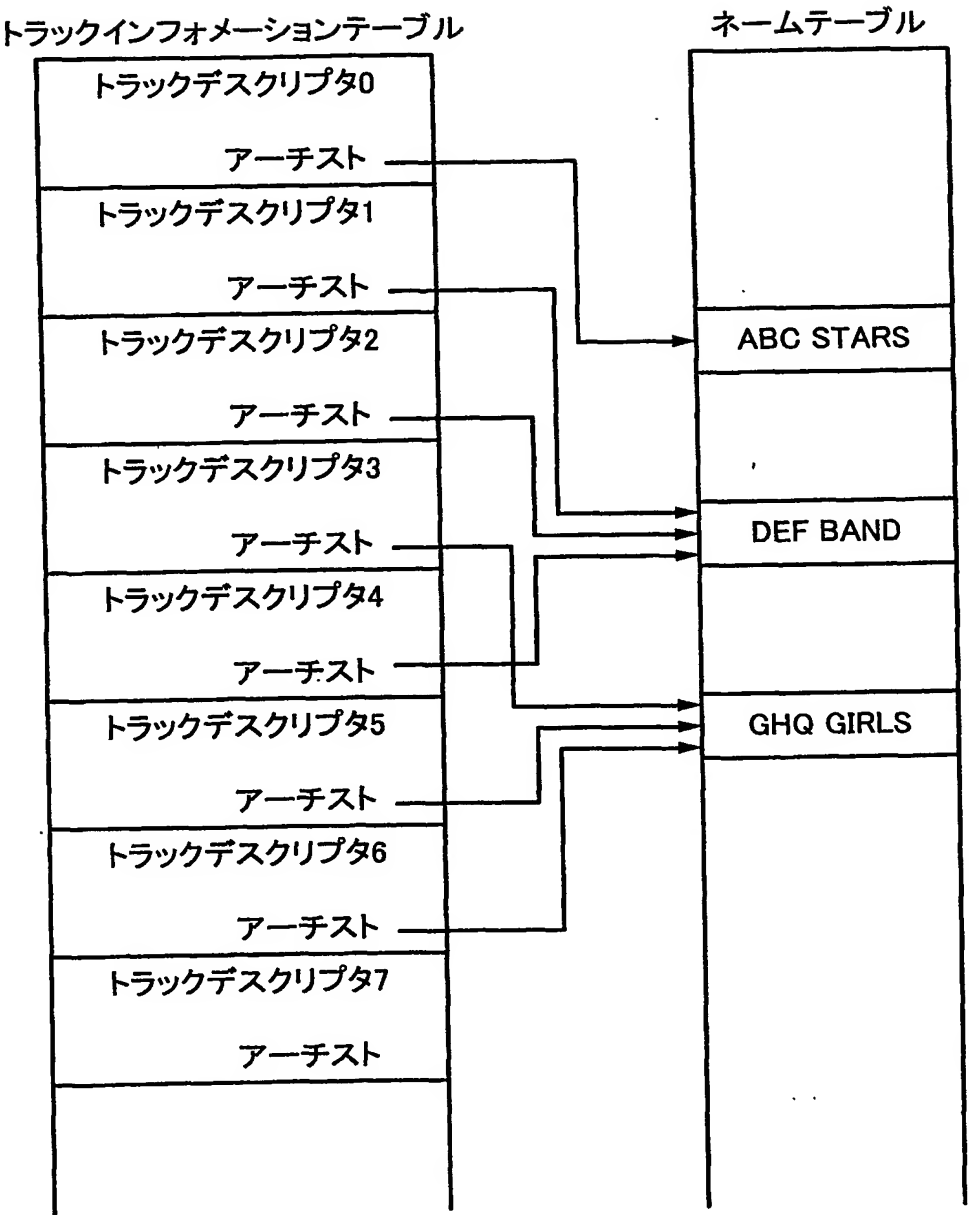 トラックインフォメーションテーブル
トラックデスクリプタ0
アーチスト
トラックデスクリプタ1
アーチスト
トラックデスクリプタ2
アーチスト
トラックデスクリプタ3
アーチスト
トラックデスクリプタ4
アーチスト
トラックデスクリプタ5
アーチスト
トラックデスクリプタ6
アーチスト
トラックデスクリプタ7
アーチスト
ネームテーブル
ABC STARS
DEF BAND
GHQ GIRLS